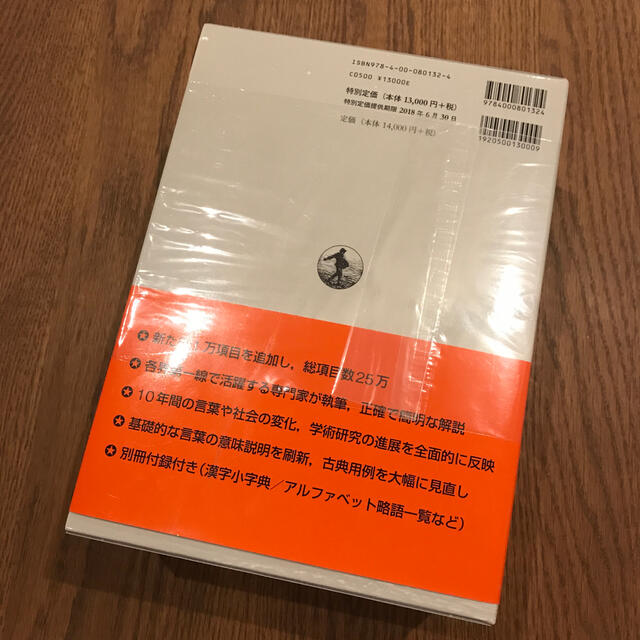 ISBN978-4-00-080132-4
C0500 ¥13000E
特別定価（本体 13,000 円＋税）
特別定価提供期限 2018 年 6 月 30 日
定価（本体 14,000 円＋税）
9784000801324
1920500130009
新たに1万項目を追加し，総項目数25万
各界第一線で活躍する専門家が執筆，正確で簡明な解説
10年間の言葉や社会の変化，学術研究の進展を全面的に反映
基礎的な言葉の意味説明を刷新，古典用例を大幅に見直し
別冊付録付き（漢字小字典／アルファベット略語一覧など）